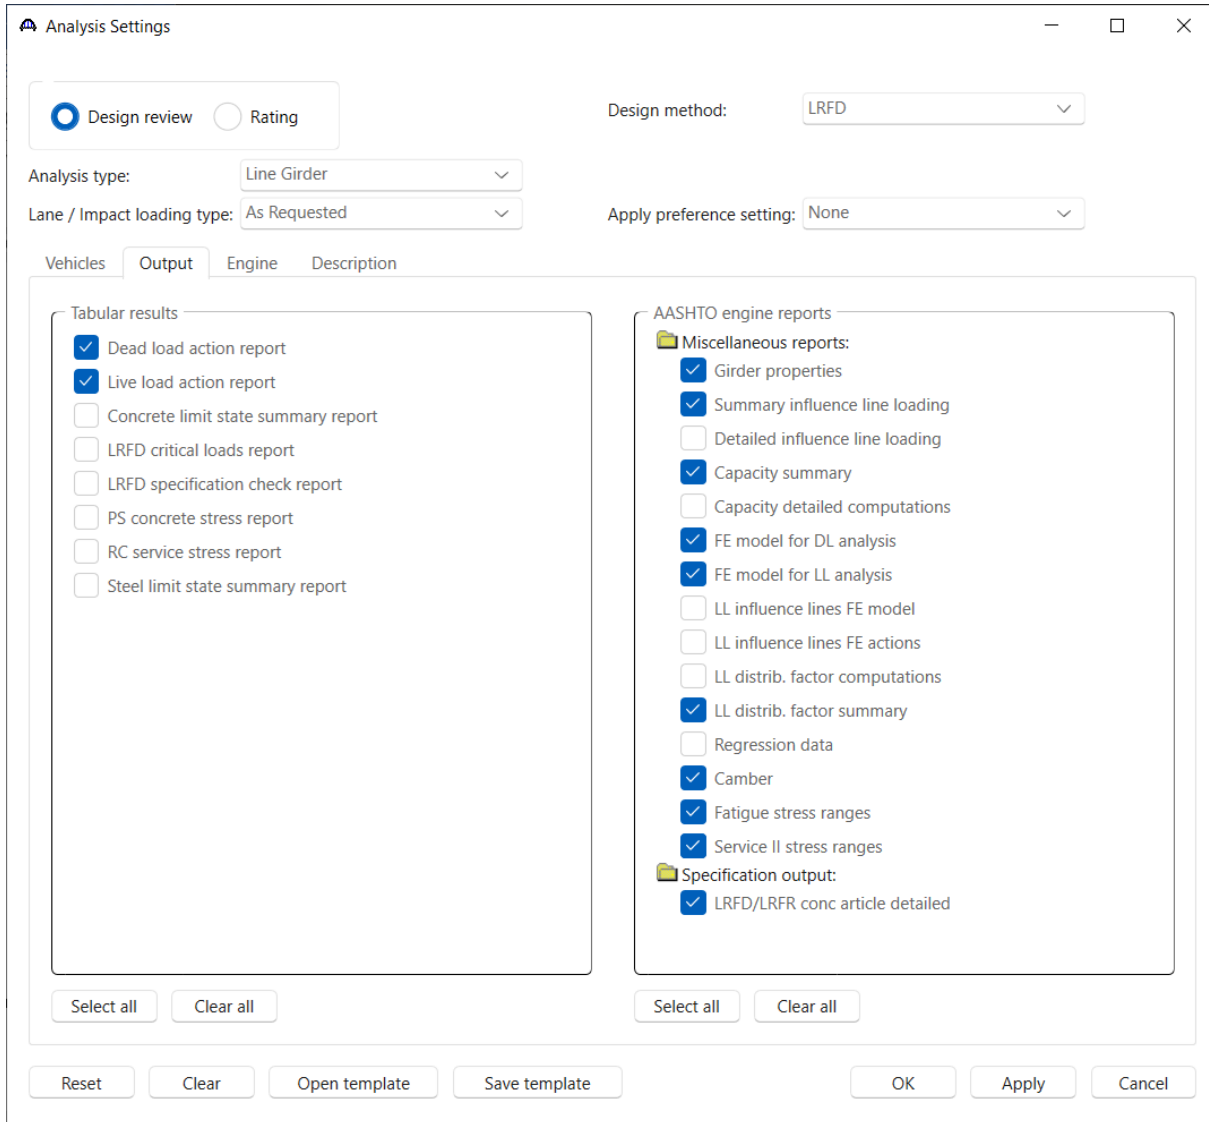 Analysis Settings
Design review Rating Design method: LRFD
Analysis type: Line Girder
Lane / Impact loading type: As Requested Apply preference setting: None
Vehicles Output Engine Description
Tabular results
Dead load action report
Live load action report
Concrete limit state summary report
LRFD critical loads report
LRFD specification check report
PS concrete stress report
RC service stress report
Steel limit state summary report
Select all Clear all
AASHTO engine reports
Miscellaneous reports:
Girder properties
Summary influence line loading
Detailed influence line loading
Capacity summary
Capacity detailed computations
FE model for DL analysis
FE model for LL analysis
LL influence lines FE model
LL influence lines FE actions
LL distrib. factor computations
LL distrib. factor summary
Regression data
Camber
Fatigue stress ranges
Service II stress ranges
Specification output:
LRFD/LRFR conc article detailed
Select all Clear all
Reset Clear Open template Save template OK Apply Cancel